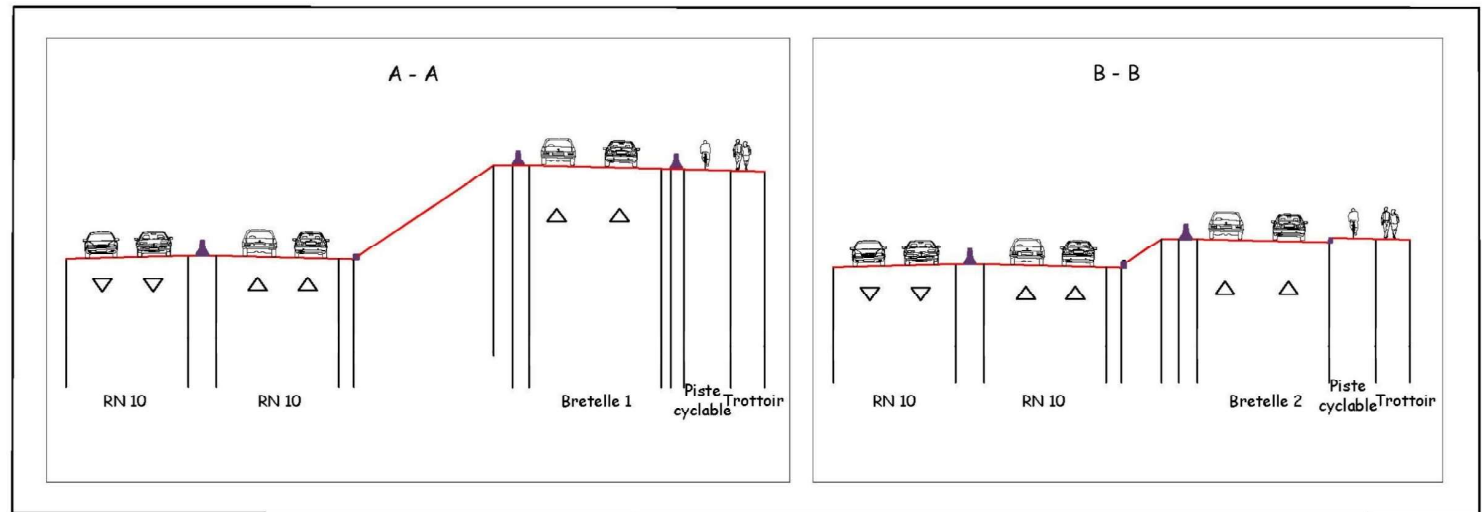 A - A
RN 10
RN 10
Bretelle 1
Piste
cyclable
Trottoir
B - B
RN 10
RN 10
Bretelle 2
Piste
cyclable
Trottoir